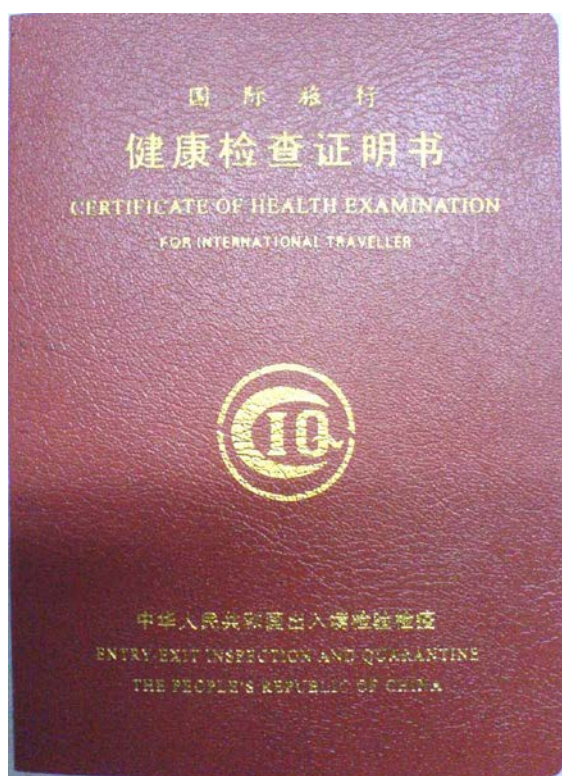 国际旅行
健康检查证明书
CERTIFICATE OF HEALTH EXAMINATION
FOR INTERNATIONAL TRAVELLER
CIQ
中华人民共和国出入境检验检疫
ENTRY-EXIT INSPECTION AND QUARANTINE
THE PEOPLE'S REPUBLIC OF CHINA